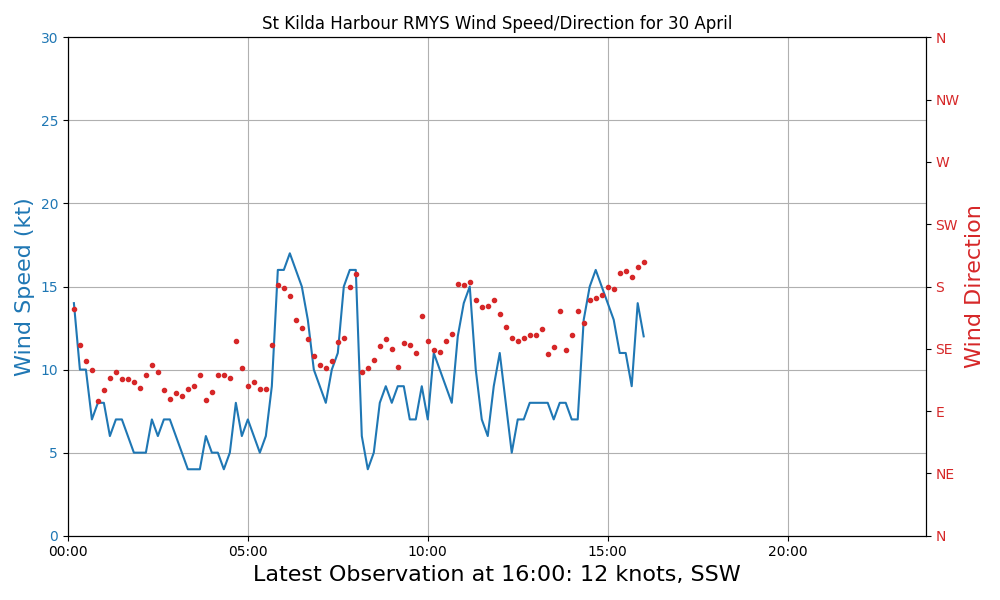 St Kilda Harbour RMYS Wind Speed/Direction for 30 April
30
25
20
15
10
5
0
Wind Speed (kt)
N
NW
W
SW
S
SE
E
NE
N
Wind Direction
00:00
05:00
10:00
15:00
20:00
Latest Observation at 16:00: 12 knots, SSW